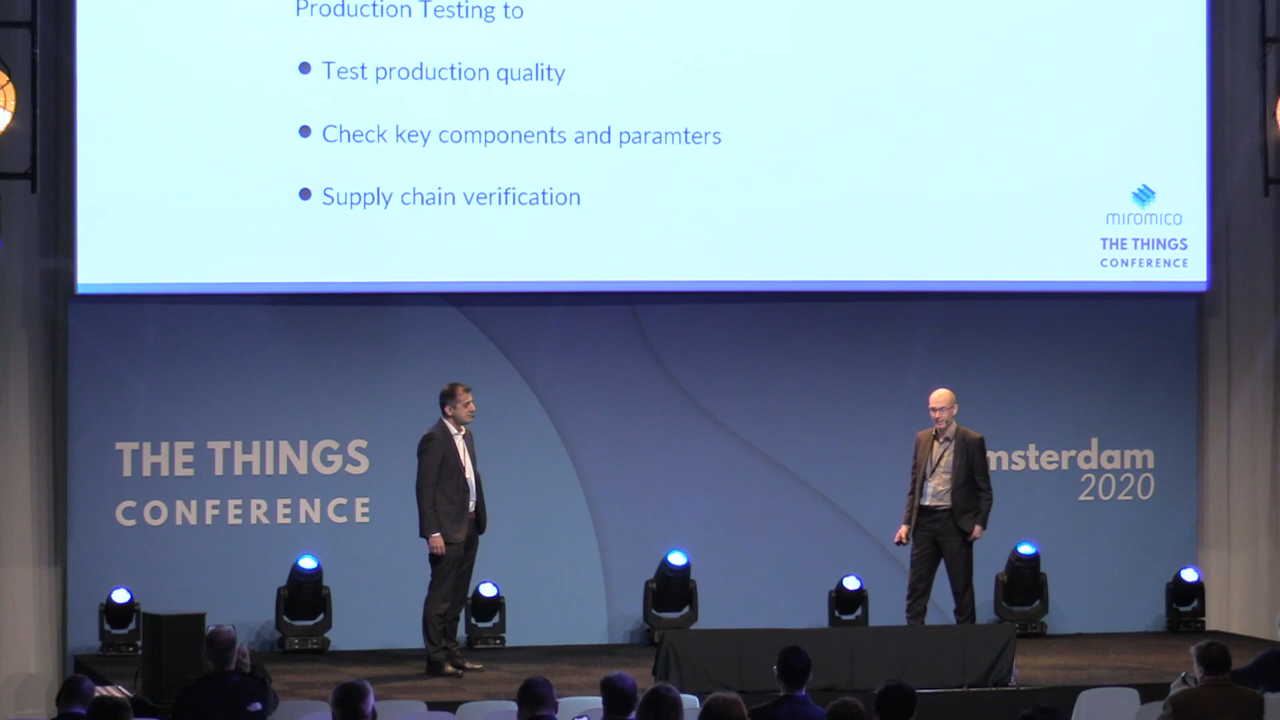 Production Testing to
Test production quality
Check key components and paramters
Supply chain verification
miromico
THE THINGS
CONFERENCE
THE THINGS
CONFERENCE
msterdam
2020